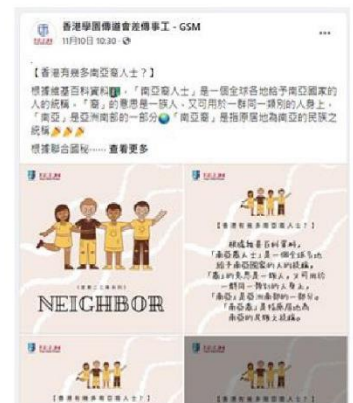 香港學園傳道會差傳事工 - GSM
11月10日 10:30
【香港有幾多南亞裔人士？】
根據維基百科資料，「南亞裔人士」是一個全球各地給予南亞國家的
人的統稱，「裔」的意思是一族人，又可用於一群同一類別的人身上，
「南亞」是亞洲南部的一部分「南亞裔」是指原居地為南亞的民族之
統稱
根據聯合國秘…… 查看更多
NEIGHBOR
【香港有幾多南亞裔人士？】
根據維基百科資料，
「南亞裔人士」是一個全球各地
給予南亞國家的人的統稱，
「裔」的意思是一族人，又可用於
一群同一類別的人身上，
「南亞」是亞洲南部的一部分。
「南亞裔」是指原居地為
南亞的民族之統稱
【香港有幾多南亞裔人士？】
【香港有幾多南亞裔人士？】